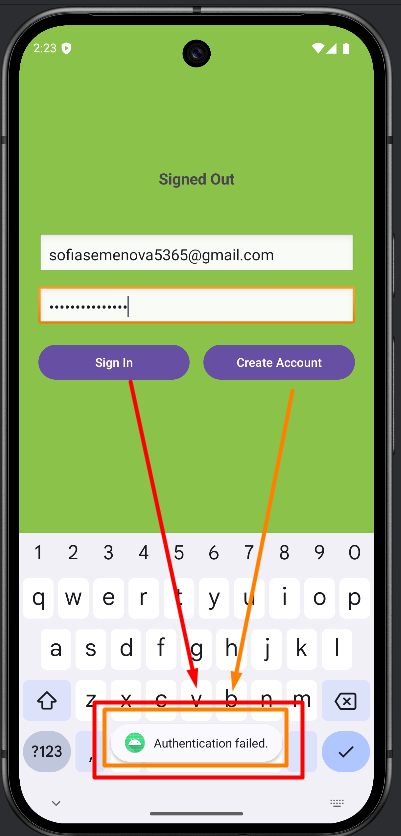 2:23
Signed Out
sofiasemenova5365@gmail.com
•••••••••••••••
Sign In
Create Account
1 2 3 4 5 6 7 8 9 0
q w e r t y u i o p
a s d f g h j k l
z x c v b n m
?123 ,
Authentication failed.